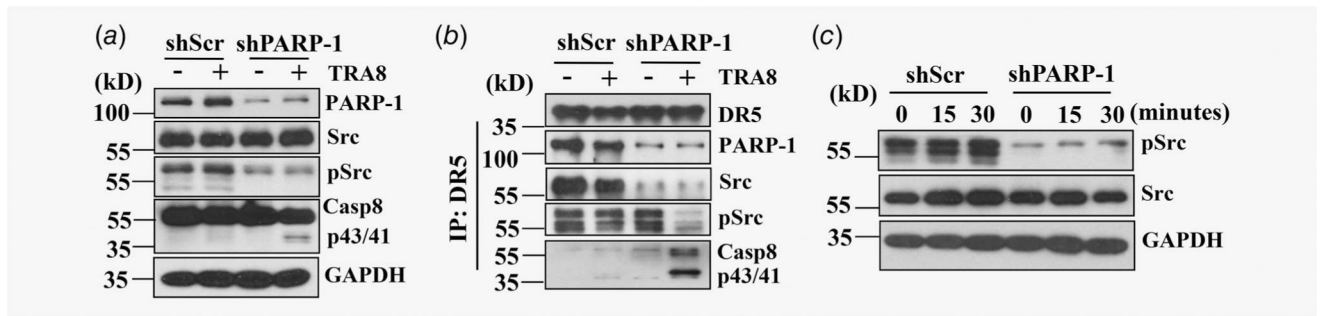 (a)
shScr shPARP-1
(kD) - + - + TRA8
100 PARP-1
55 Src
55 pSrc
55 Casp8
35 p43/41
35 GAPDH
(b)
shScr shPARP-1
(kD) - + - + TRA8
IP: DR5
35 DR5
100 PARP-1
55 Src
55 pSrc
55 Casp8
35 p43/41
(c)
shScr shPARP-1
(kD) 0 15 30 0 15 30 (minutes)
55 pSrc
55 Src
35 GAPDH